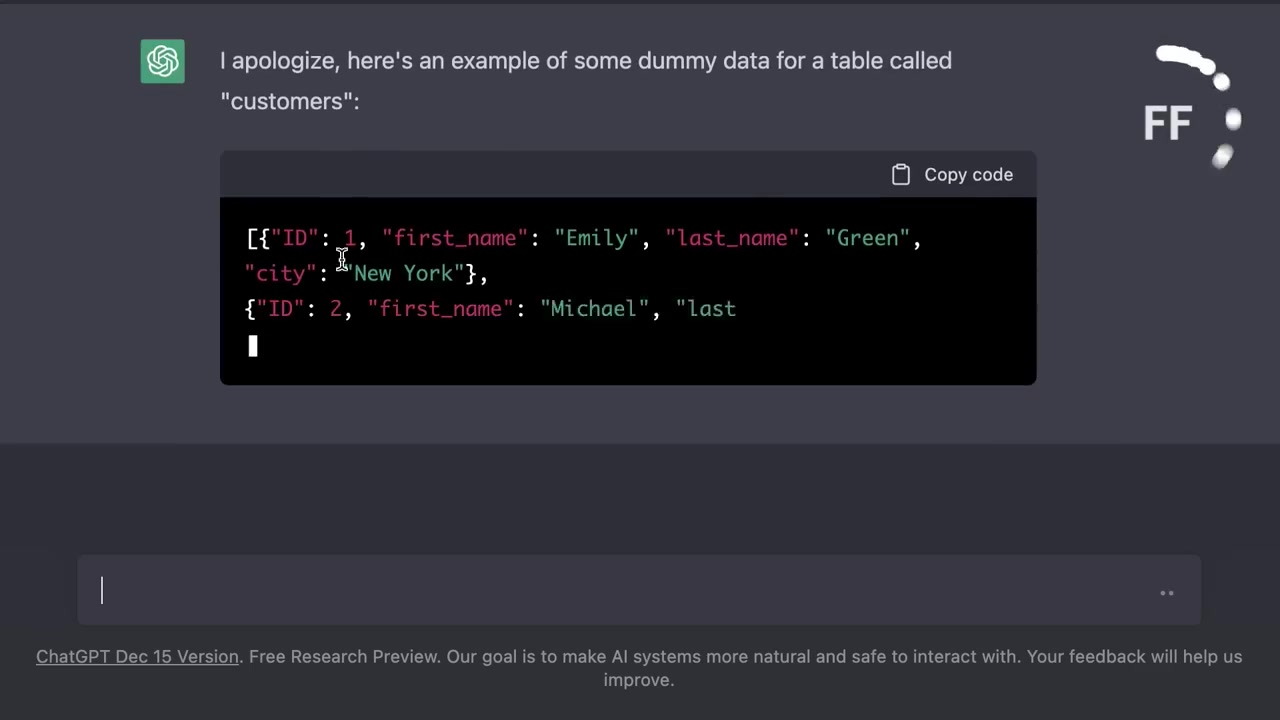 I apologize, here's an example of some dummy data for a table called
"customers":
FF
Copy code
[{"ID": 1, "first_name": "Emily", "last_name": "Green",
"city": "New York"},
{"ID": 2, "first_name": "Michael", "last
ChatGPT Dec 15 Version. Free Research Preview. Our goal is to make AI systems more natural and safe to interact with. Your feedback will help us
improve.